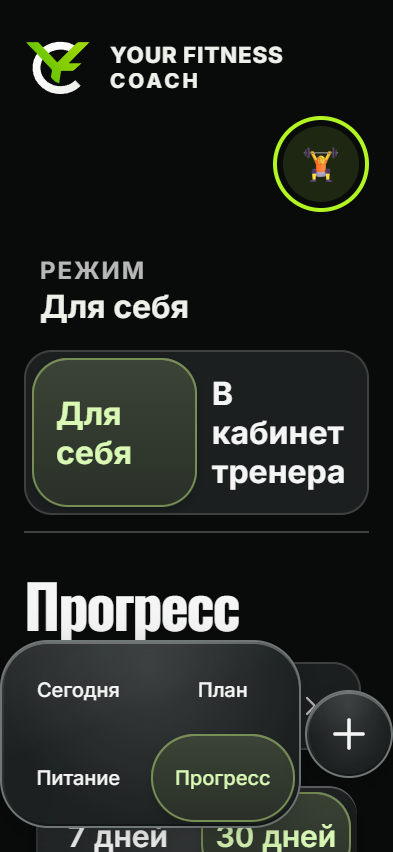 YOUR FITNESS
COACH
РЕЖИМ
Для себя
Для
себя
В
кабинет
тренера
Прогресс
Сегодня
План
Питание
Прогресс
7 дней
30 дней